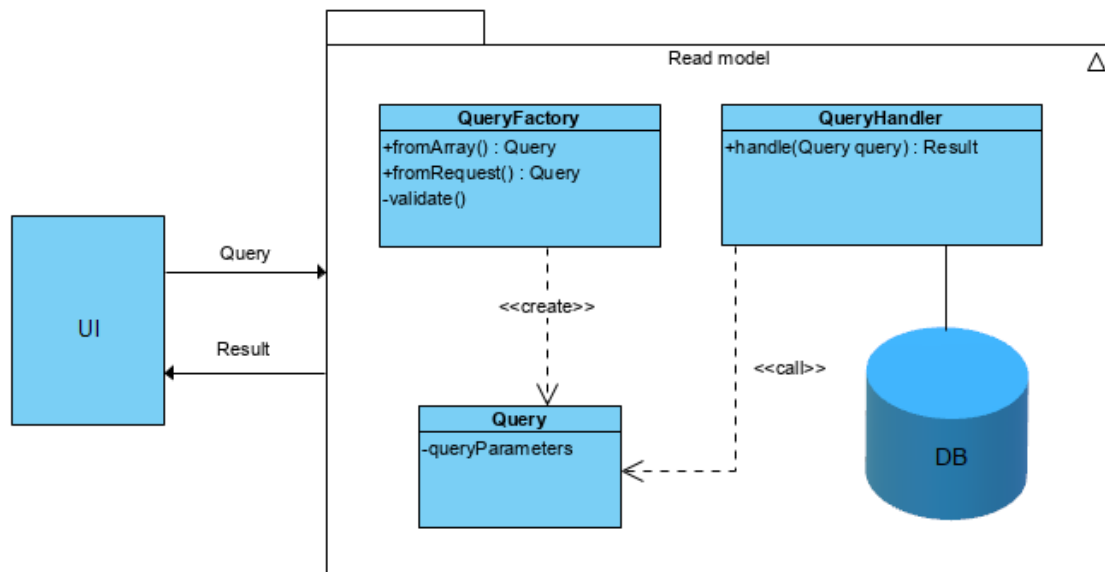 Read model
QueryFactory
+fromArray() : Query
+fromRequest() : Query
-validate()
QueryHandler
+handle(Query query) : Result
UI
Query
Result
<<create>>
<<call>>
Query
-queryParameters
DB